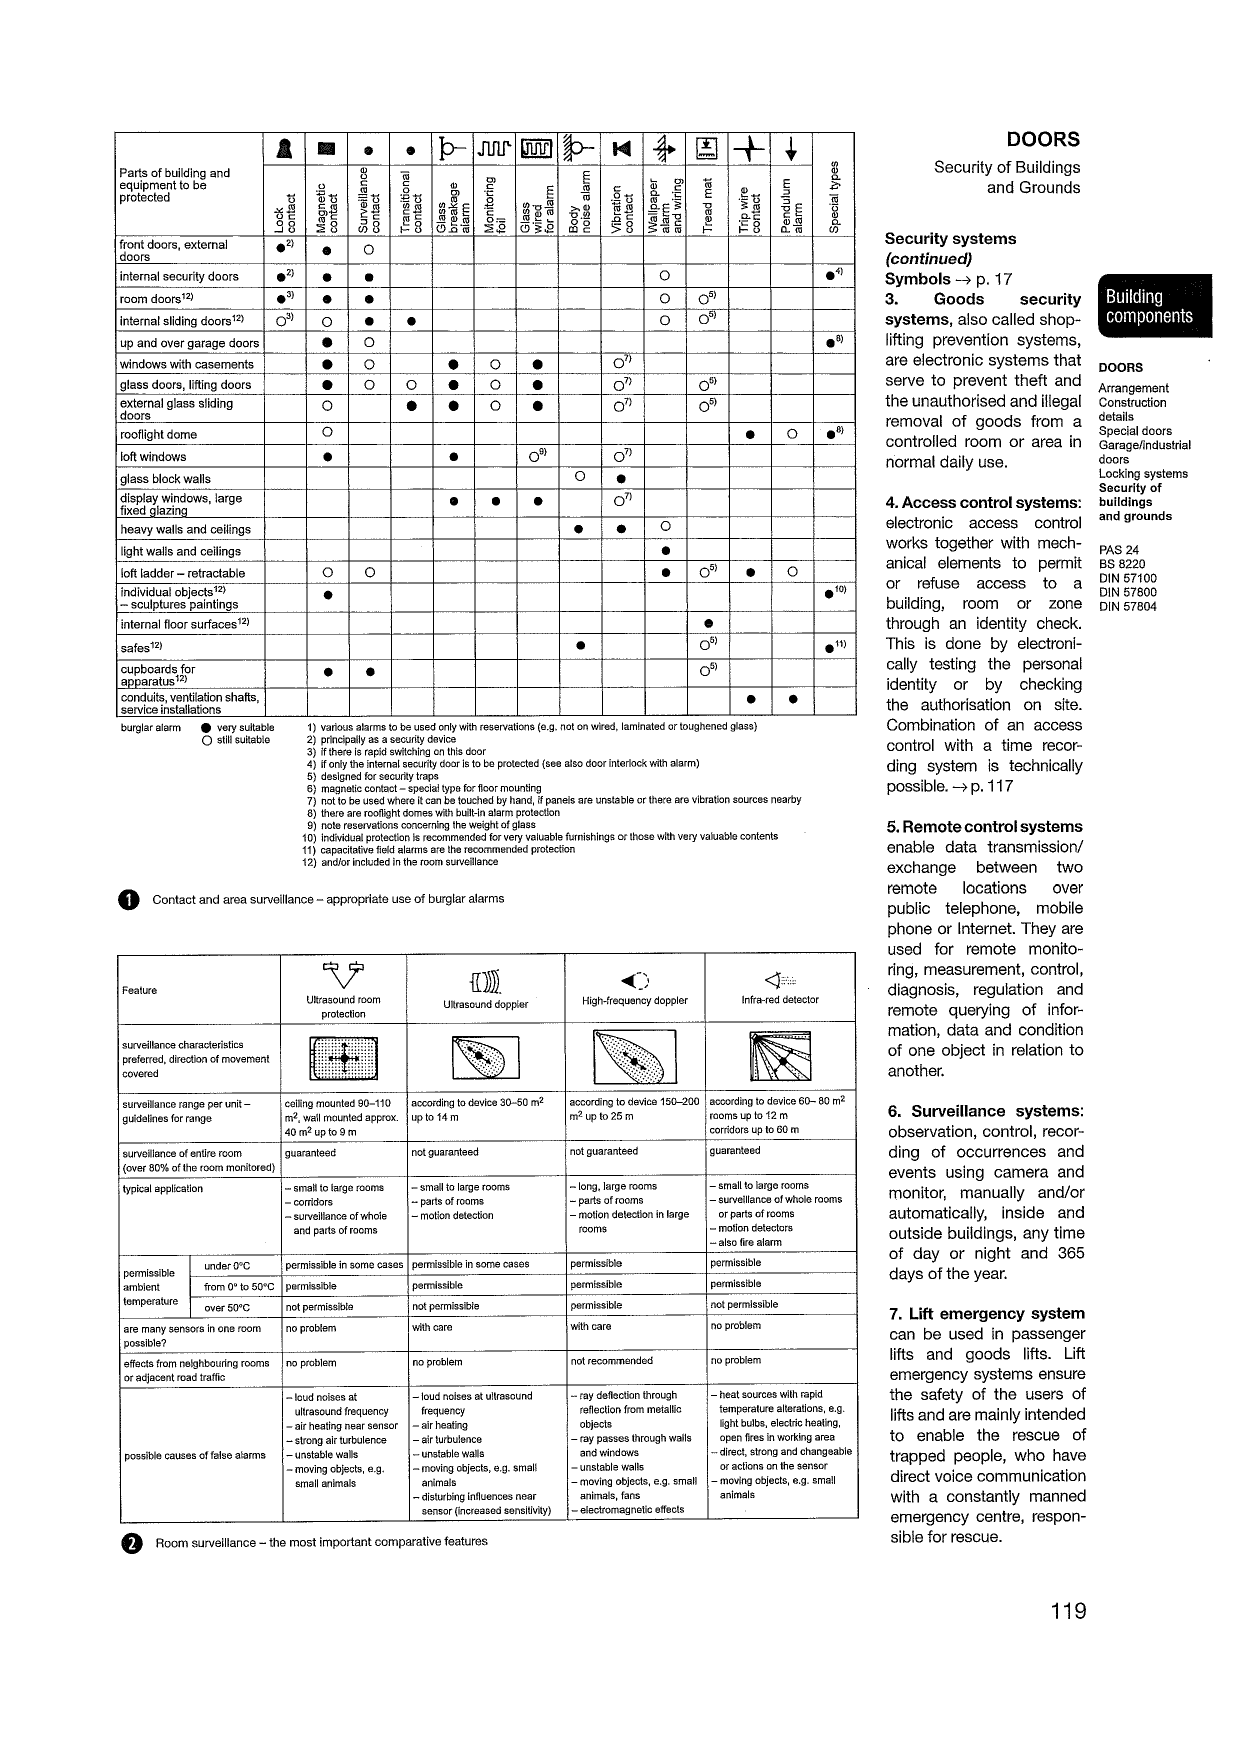 DOORS
Security of Buildings
and Grounds
Parts of building and
equipment to be
protected
Lock
contact
Magnetic
contact
Surveillance
contact
Transitional
contact
Glass
breakage
alarm
Monitoring
foil
Glass
wired
for alarm
Body
noise alarm
Vibration
contact
Wallpaper
alarm
and wiring
Tread mat
Trip wire
contact
Pendulum
alarm
Special types
front doors, external
doors
●2) ● ○
internal security doors ●2) ● ● ○ ●4)
room doors12) ●3) ● ● ○ ○5)
internal sliding doors12) ○3) ○ ● ● ○ ○5)
up and over garage doors ● ○ ●8)
windows with casements ● ○ ● ○ ● ○7)
glass doors, lifting doors ● ○ ○ ● ○ ● ○7) ○5)
external glass sliding
doors
○ ● ● ○ ● ○7) ○5)
rooflight dome ○ ● ○ ●8)
loft windows ● ● ○9) ○7)
glass block walls ○ ●
display windows, large
fixed glazing
● ● ● ○7)
heavy walls and ceilings ● ● ○
light walls and ceilings ●
loft ladder – retractable ○ ○ ● ○5) ● ○
individual objects12)
– sculptures paintings
● ●10)
internal floor surfaces12) ●
safes12) ● ○5) ●11)
cupboards for
apparatus12)
● ● ○5)
conduits, ventilation shafts,
service installations
● ●
burglar alarm ● very suitable
○ still suitable
1) various alarms to be used only with reservations (e.g. not on wired, laminated or toughened glass)
2) principally as a security device
3) if there is rapid switching on this door
4) if only the internal security door is to be protected (see also door interlock with alarm)
5) designed for security traps
6) magnetic contact – special type for floor mounting
7) not to be used where it can be touched by hand, if panels are unstable or there are vibration sources nearby
8) there are rooflight domes with built-in alarm protection
9) note reservations concerning the weight of glass
10) individual protection is recommended for very valuable furnishings or those with very valuable contents
11) capacitative field alarms are the recommended protection
12) and/or included in the room surveillance
1 Contact and area surveillance – appropriate use of burglar alarms
Feature
Ultrasound room
protection
Ultrasound doppler
High-frequency doppler
Infra-red detector
surveillance characteristics
preferred, direction of movement
covered
surveillance range per unit –
guidelines for range
ceiling mounted 90–110
m2, wall mounted approx.
40 m2 up to 9 m
according to device 30–50 m2
up to 14 m
according to device 150–200
m2 up to 25 m
according to device 60– 80 m2
rooms up to 12 m
corridors up to 60 m
surveillance of entire room
(over 80% of the room monitored)
guaranteed
not guaranteed
not guaranteed
guaranteed
typical application
– small to large rooms
– corridors
– surveillance of whole
and parts of rooms
– small to large rooms
– parts of rooms
– motion detection
– long, large rooms
– parts of rooms
– motion detection in large
rooms
– small to large rooms
– surveillance of whole rooms
or parts of rooms
– motion detectors
– also fire alarm
permissible
ambient
temperature
under 0°C
permissible in some cases
permissible in some cases
permissible
permissible
from 0° to 50°C
permissible
permissible
permissible
permissible
over 50°C
not permissible
not permissible
permissible
not permissible
are many sensors in one room
possible?
no problem
with care
with care
no problem
effects from neighbouring rooms
or adjacent road traffic
no problem
no problem
not recommended
no problem
possible causes of false alarms
– loud noises at
ultrasound frequency
– air heating near sensor
– strong air turbulence
– unstable walls
– moving objects, e.g.
small animals
– loud noises at ultrasound
frequency
– air heating
– air turbulence
– unstable walls
– moving objects, e.g. small
animals
– disturbing influences near
sensor (increased sensitivity)
– ray deflection through
reflection from metallic
objects
– ray passes through walls
and windows
– unstable walls
– moving objects, e.g. small
animals, fans
– electromagnetic effects
– heat sources with rapid
temperature alterations, e.g.
light bulbs, electric heating,
open fires in working area
– direct, strong and changeable
or actions on the sensor
– moving objects, e.g. small
animals
2 Room surveillance – the most important comparative features
Security systems
(continued)
Symbols → p. 17
3. Goods security
systems, also called shop-
lifting prevention systems,
are electronic systems that
serve to prevent theft and
the unauthorised and illegal
removal of goods from a
controlled room or area in
normal daily use.
4. Access control systems:
electronic access control
works together with mech-
anical elements to permit
or refuse access to a
building, room or zone
through an identity check.
This is done by electroni-
cally testing the personal
identity or by checking
the authorisation on site.
Combination of an access
control with a time recor-
ding system is technically
possible. → p. 117
5. Remote control systems
enable data transmission/
exchange between two
remote locations over
public telephone, mobile
phone or Internet. They are
used for remote monito-
ring, measurement, control,
diagnosis, regulation and
remote querying of infor-
mation, data and condition
of one object in relation to
another.
6. Surveillance systems:
observation, control, recor-
ding of occurrences and
events using camera and
monitor, manually and/or
automatically, inside and
outside buildings, any time
of day or night and 365
days of the year.
7. Lift emergency system
can be used in passenger
lifts and goods lifts. Lift
emergency systems ensure
the safety of the users of
lifts and are mainly intended
to enable the rescue of
trapped people, who have
direct voice communication
with a constantly manned
emergency centre, respon-
sible for rescue.
Building
components
DOORS
Arrangement
Construction
details
Special doors
Garage/industrial
doors
Locking systems
Security of
buildings
and grounds
PAS 24
BS 8220
DIN 57100
DIN 57800
DIN 57804
119